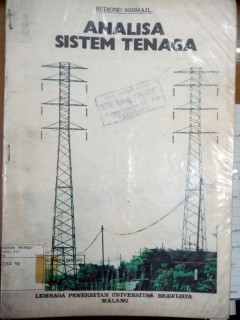 BUDIONO MISMAIL
ANALISA
SISTEM TENAGA
LEMBAGA PENERBITAN UNIVERSITAS BRAWIJAYA
MALANG